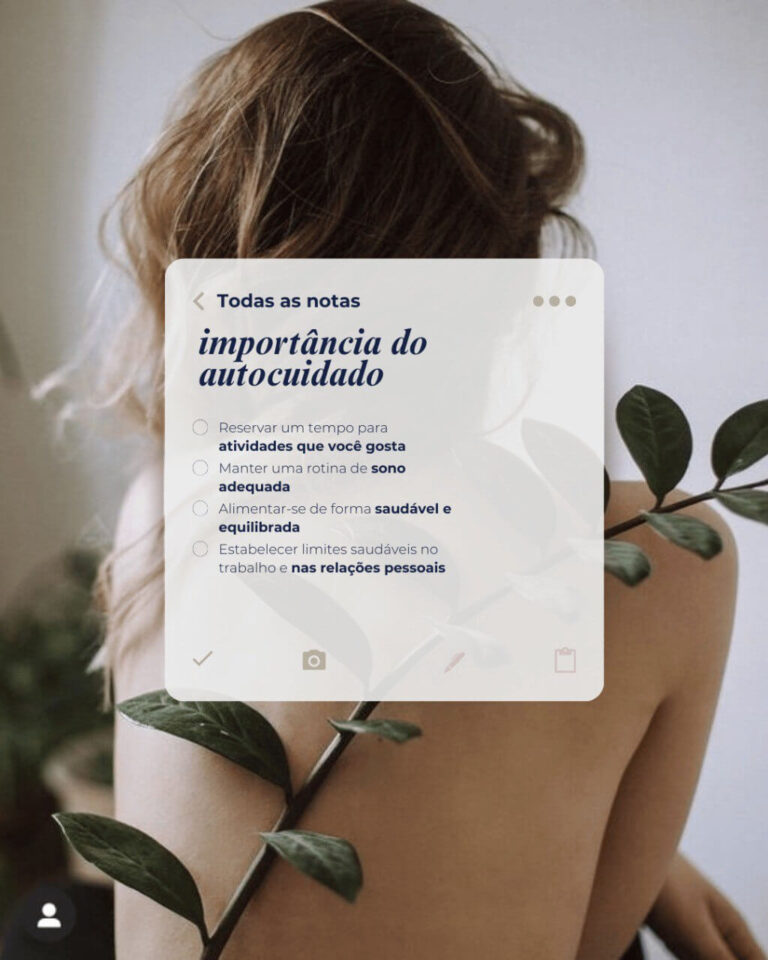 Todas as notas
importância do
autocuidado
Reservar um tempo para
atividades que você gosta
Manter uma rotina de sono
adequada
Alimentar-se de forma saudável e
equilibrada
Estabelecer limites saudáveis no
trabalho e nas relações pessoais